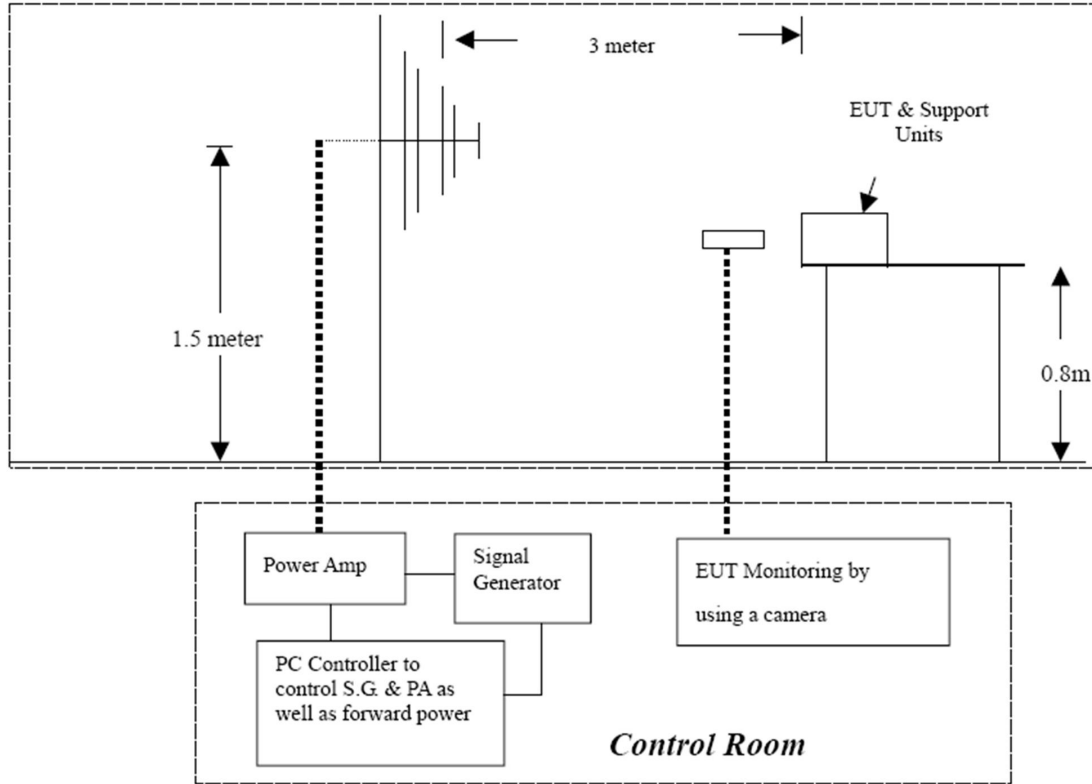 3 meter
EUT & Support
Units
1.5 meter
0.8m
Power Amp
Signal
Generator
EUT Monitoring by
using a camera
PC Controller to
control S.G. & PA as
well as forward power
Control Room